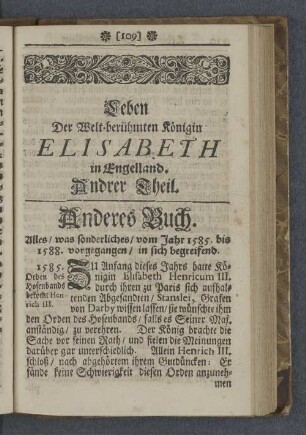 ❉ [109] ❉
Leben
Der Welt-berühmten Königin
ELISABETH
in Engelland.
Andrer Theil.
Anderes Buch.
Alles / was sonderliches / vom Jahr 1585. bis
1588. vorgegangen / in sich begreiffend.
1585.
Orden des
Hosenbands
bekomt Hen-
rich III.
ZU Anfang dieses Jahrs hatte Kö-
nigin Elisabeth Henricum III.
durch ihren zu Paris sich aufhal-
tenden Abgesandten / Stanslei, Grafen
von Darby wissen lassen / sie wünschte ihm
den Orden des Hosenbands / falls es Seiner Maj.
anständig / zu verehren. Der König brachte die
Sache vor seinen Rath / und fielen die Meinungen
darüber gar unterschiedlich. Allein Henrich III.
schloß / nach abgehörtem ihrem Gutdüncken: Er
fände keine Schwierigkeit diesen Orden anzuneh-
men